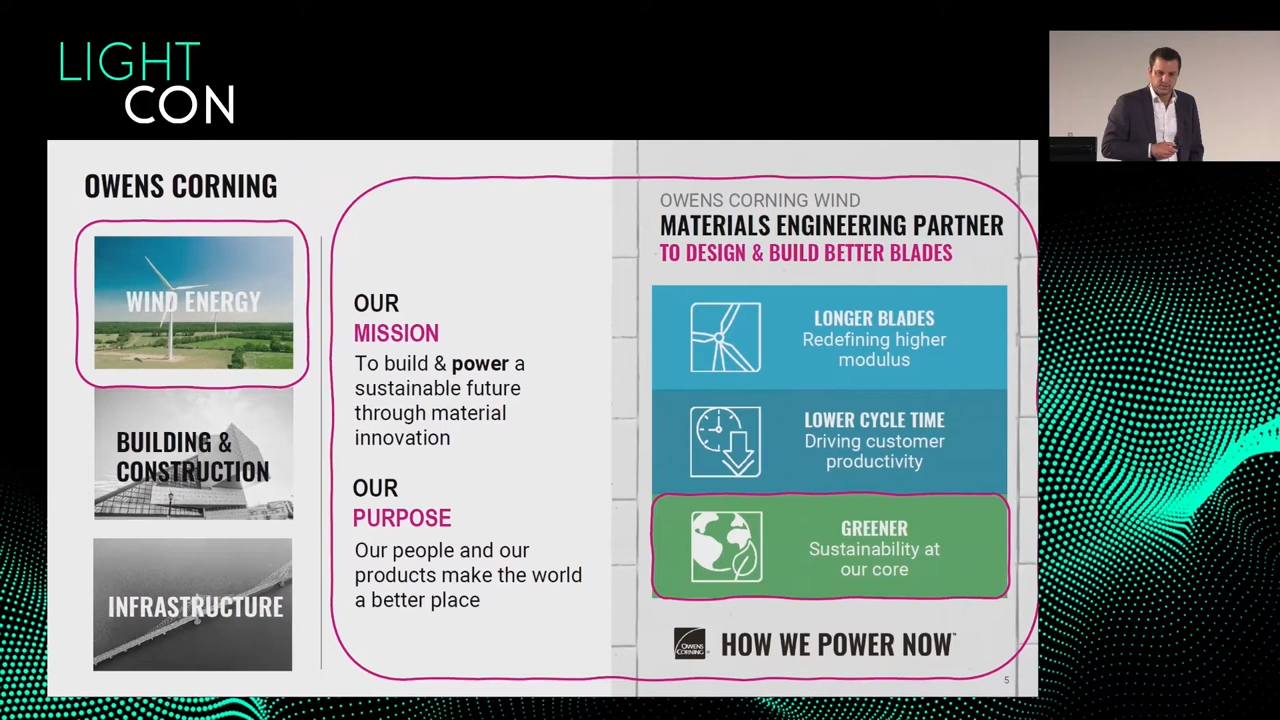 LIGHT
CON
OWENS CORNING
WIND ENERGY
BUILDING &
CONSTRUCTION
INFRASTRUCTURE
OUR
MISSION
To build & power a
sustainable future
through material
innovation
OUR
PURPOSE
Our people and our
products make the world
a better place
OWENS CORNING WIND
MATERIALS ENGINEERING PARTNER
TO DESIGN & BUILD BETTER BLADES
LONGER BLADES
Redefining higher
modulus
LOWER CYCLE TIME
Driving customer
productivity
GREENER
Sustainability at
our core
OWENS
CORNING
HOW WE POWER NOW™
5